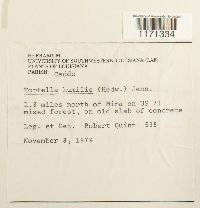 1171334
HERBARIUM
UNIVERSITY OF SOUTHWESTERN LOUISIANA (LAF)
PLANTS OF LOUISIANA
PARISH: Caddo
Tortella humilis (Hedw.) Jenn.
1.8 miles north of Mira on US 71
mixed forest, on old slab of concrete
Leg. et Det. Robert Quinn 535
November 3, 1979